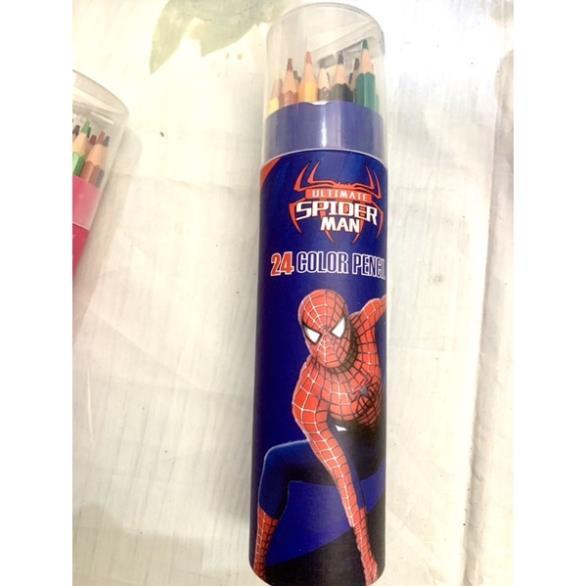 ULTIMATE
SPIDER
MAN
24 COLOR PENCIL